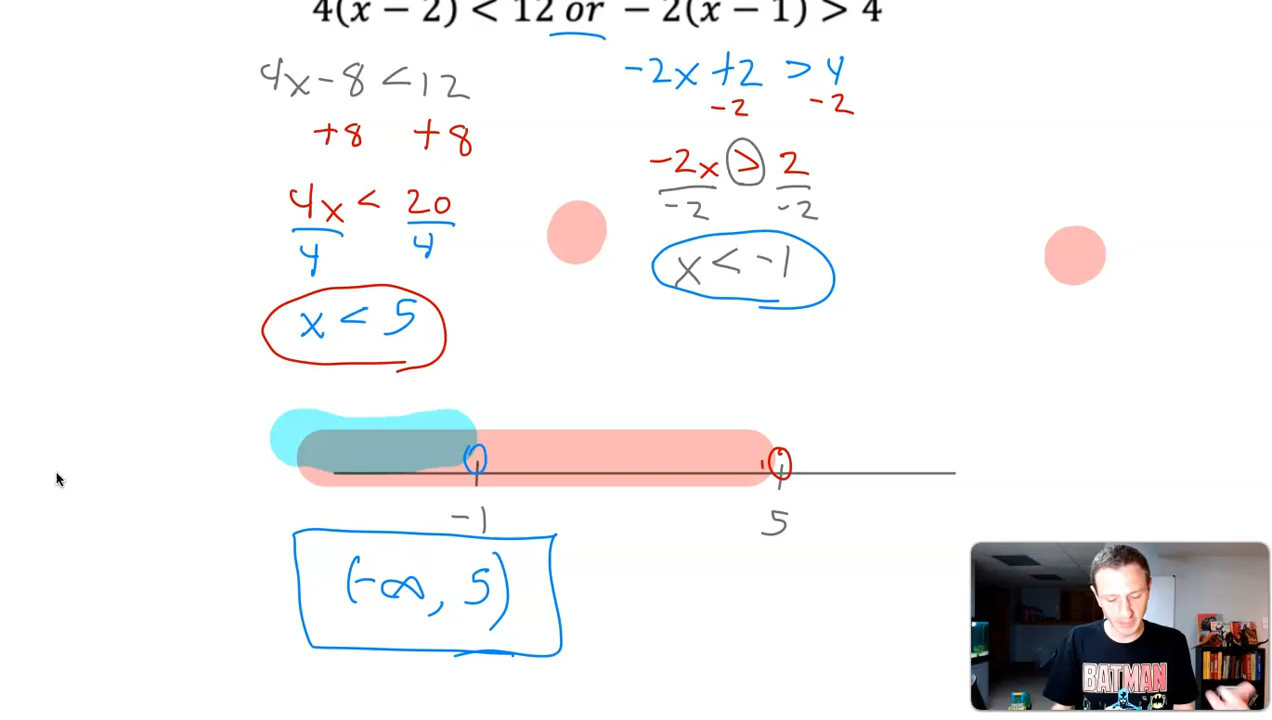 4(x − 2) < 12 or − 2(x − 1) > 4
4x - 8 < 12
+8 +8
4x < 20
4 4
x < 5
-2x +2 > 4
-2 -2
-2x > 2
-2 -2
x < -1
-1 5
(-∞, 5)
BATMAN